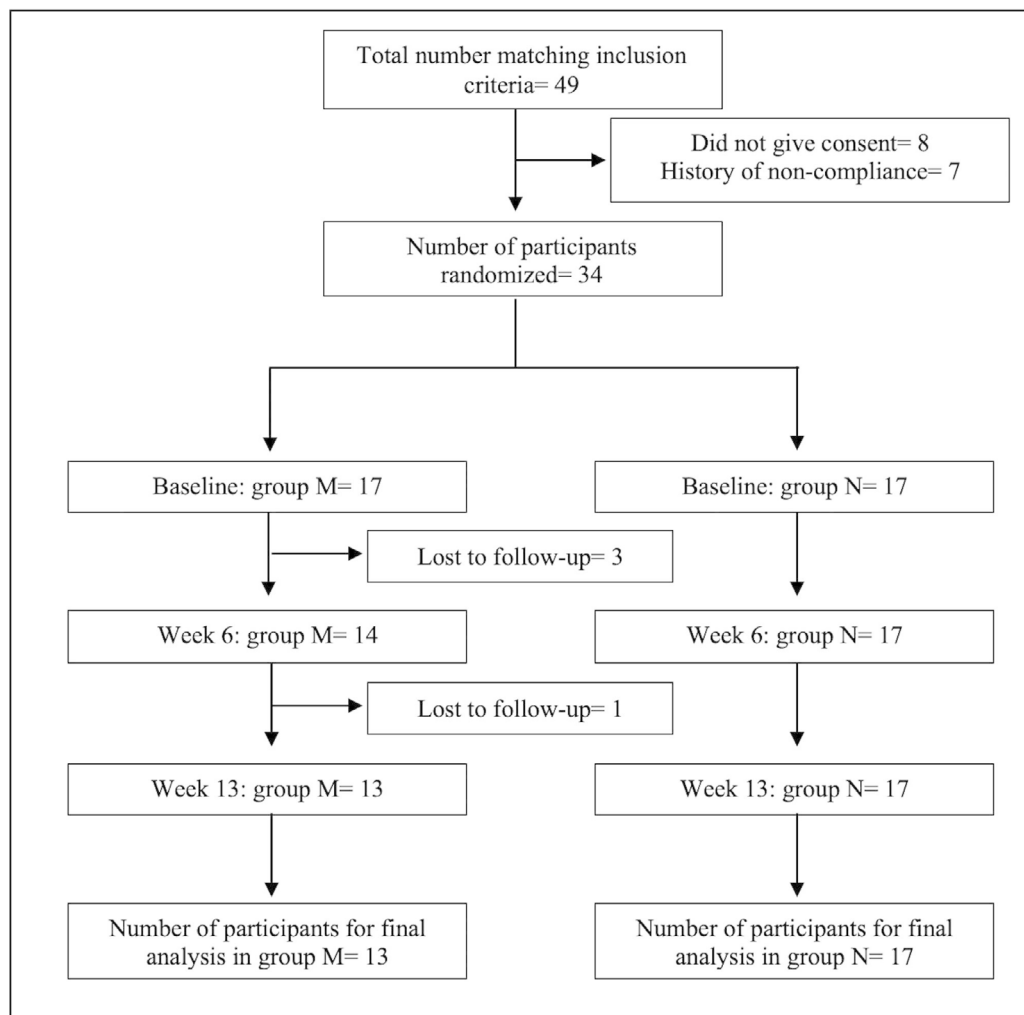 Total number matching inclusion
criteria= 49
Did not give consent= 8
History of non-compliance= 7
Number of participants
randomized= 34
Baseline: group M= 17
Baseline: group N= 17
Lost to follow-up= 3
Week 6: group M= 14
Week 6: group N= 17
Lost to follow-up= 1
Week 13: group M= 13
Week 13: group N= 17
Number of participants for final
analysis in group M= 13
Number of participants for final
analysis in group N= 17